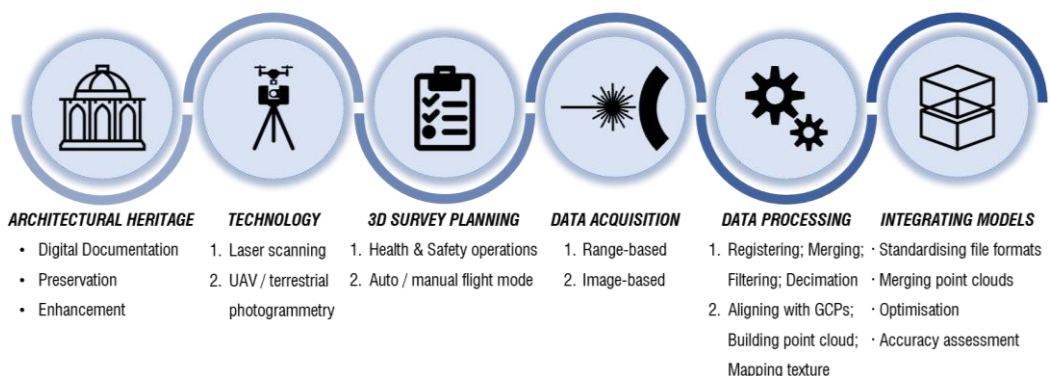 ARCHITECTURAL HERITAGE
• Digital Documentation
• Preservation
• Enhancement
TECHNOLOGY
1. Laser scanning
2. UAV / terrestrial
photogrammetry
3D SURVEY PLANNING
1. Health & Safety operations
2. Auto / manual flight mode
DATA ACQUISITION
1. Range-based
2. Image-based
DATA PROCESSING
1. Registering; Merging;
Filtering; Decimation
2. Aligning with GCPs;
Building point cloud;
Mapping texture
INTEGRATING MODELS
· Standardising file formats
· Merging point clouds
· Optimisation
· Accuracy assessment